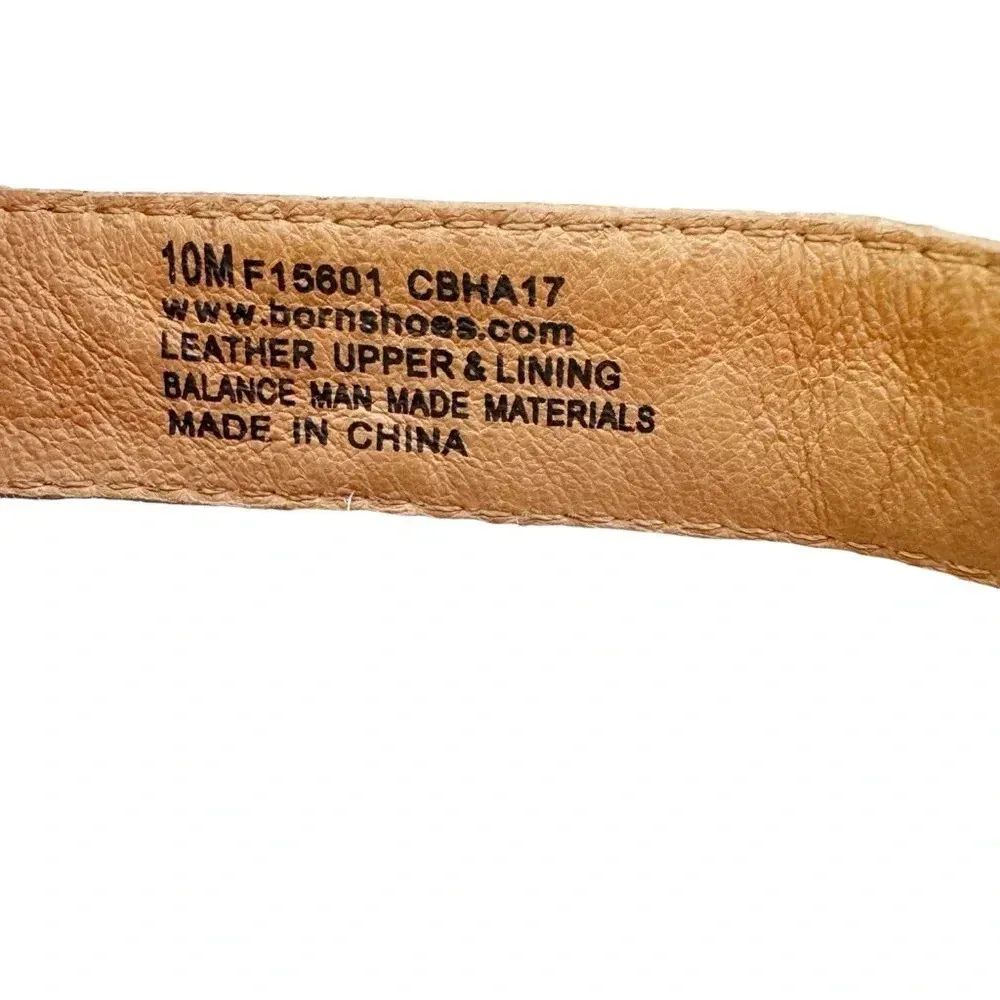 10M F15601 CBHA17
www.bornshoes.com
LEATHER UPPER & LINING
BALANCE MAN MADE MATERIALS
MADE IN CHINA